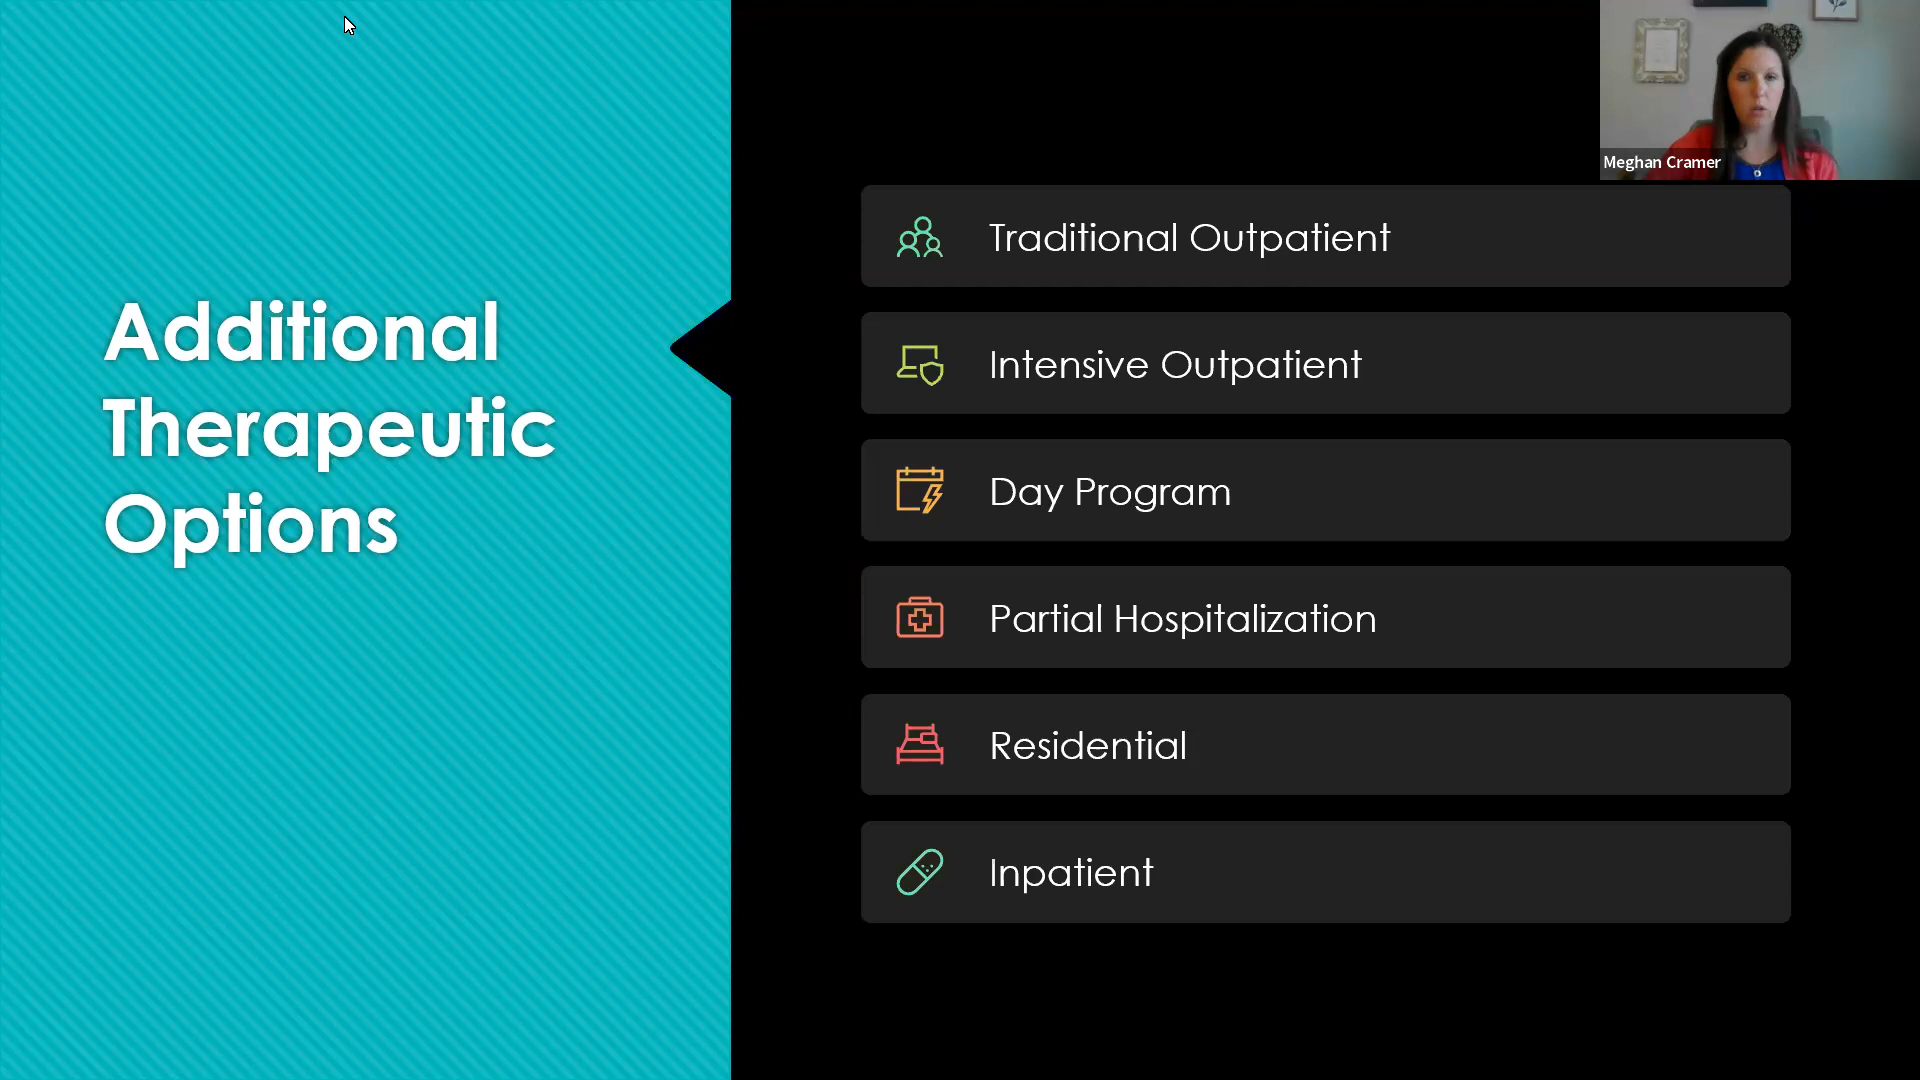 Additional
Therapeutic
Options
Meghan Cramer
Traditional Outpatient
Intensive Outpatient
Day Program
Partial Hospitalization
Residential
Inpatient